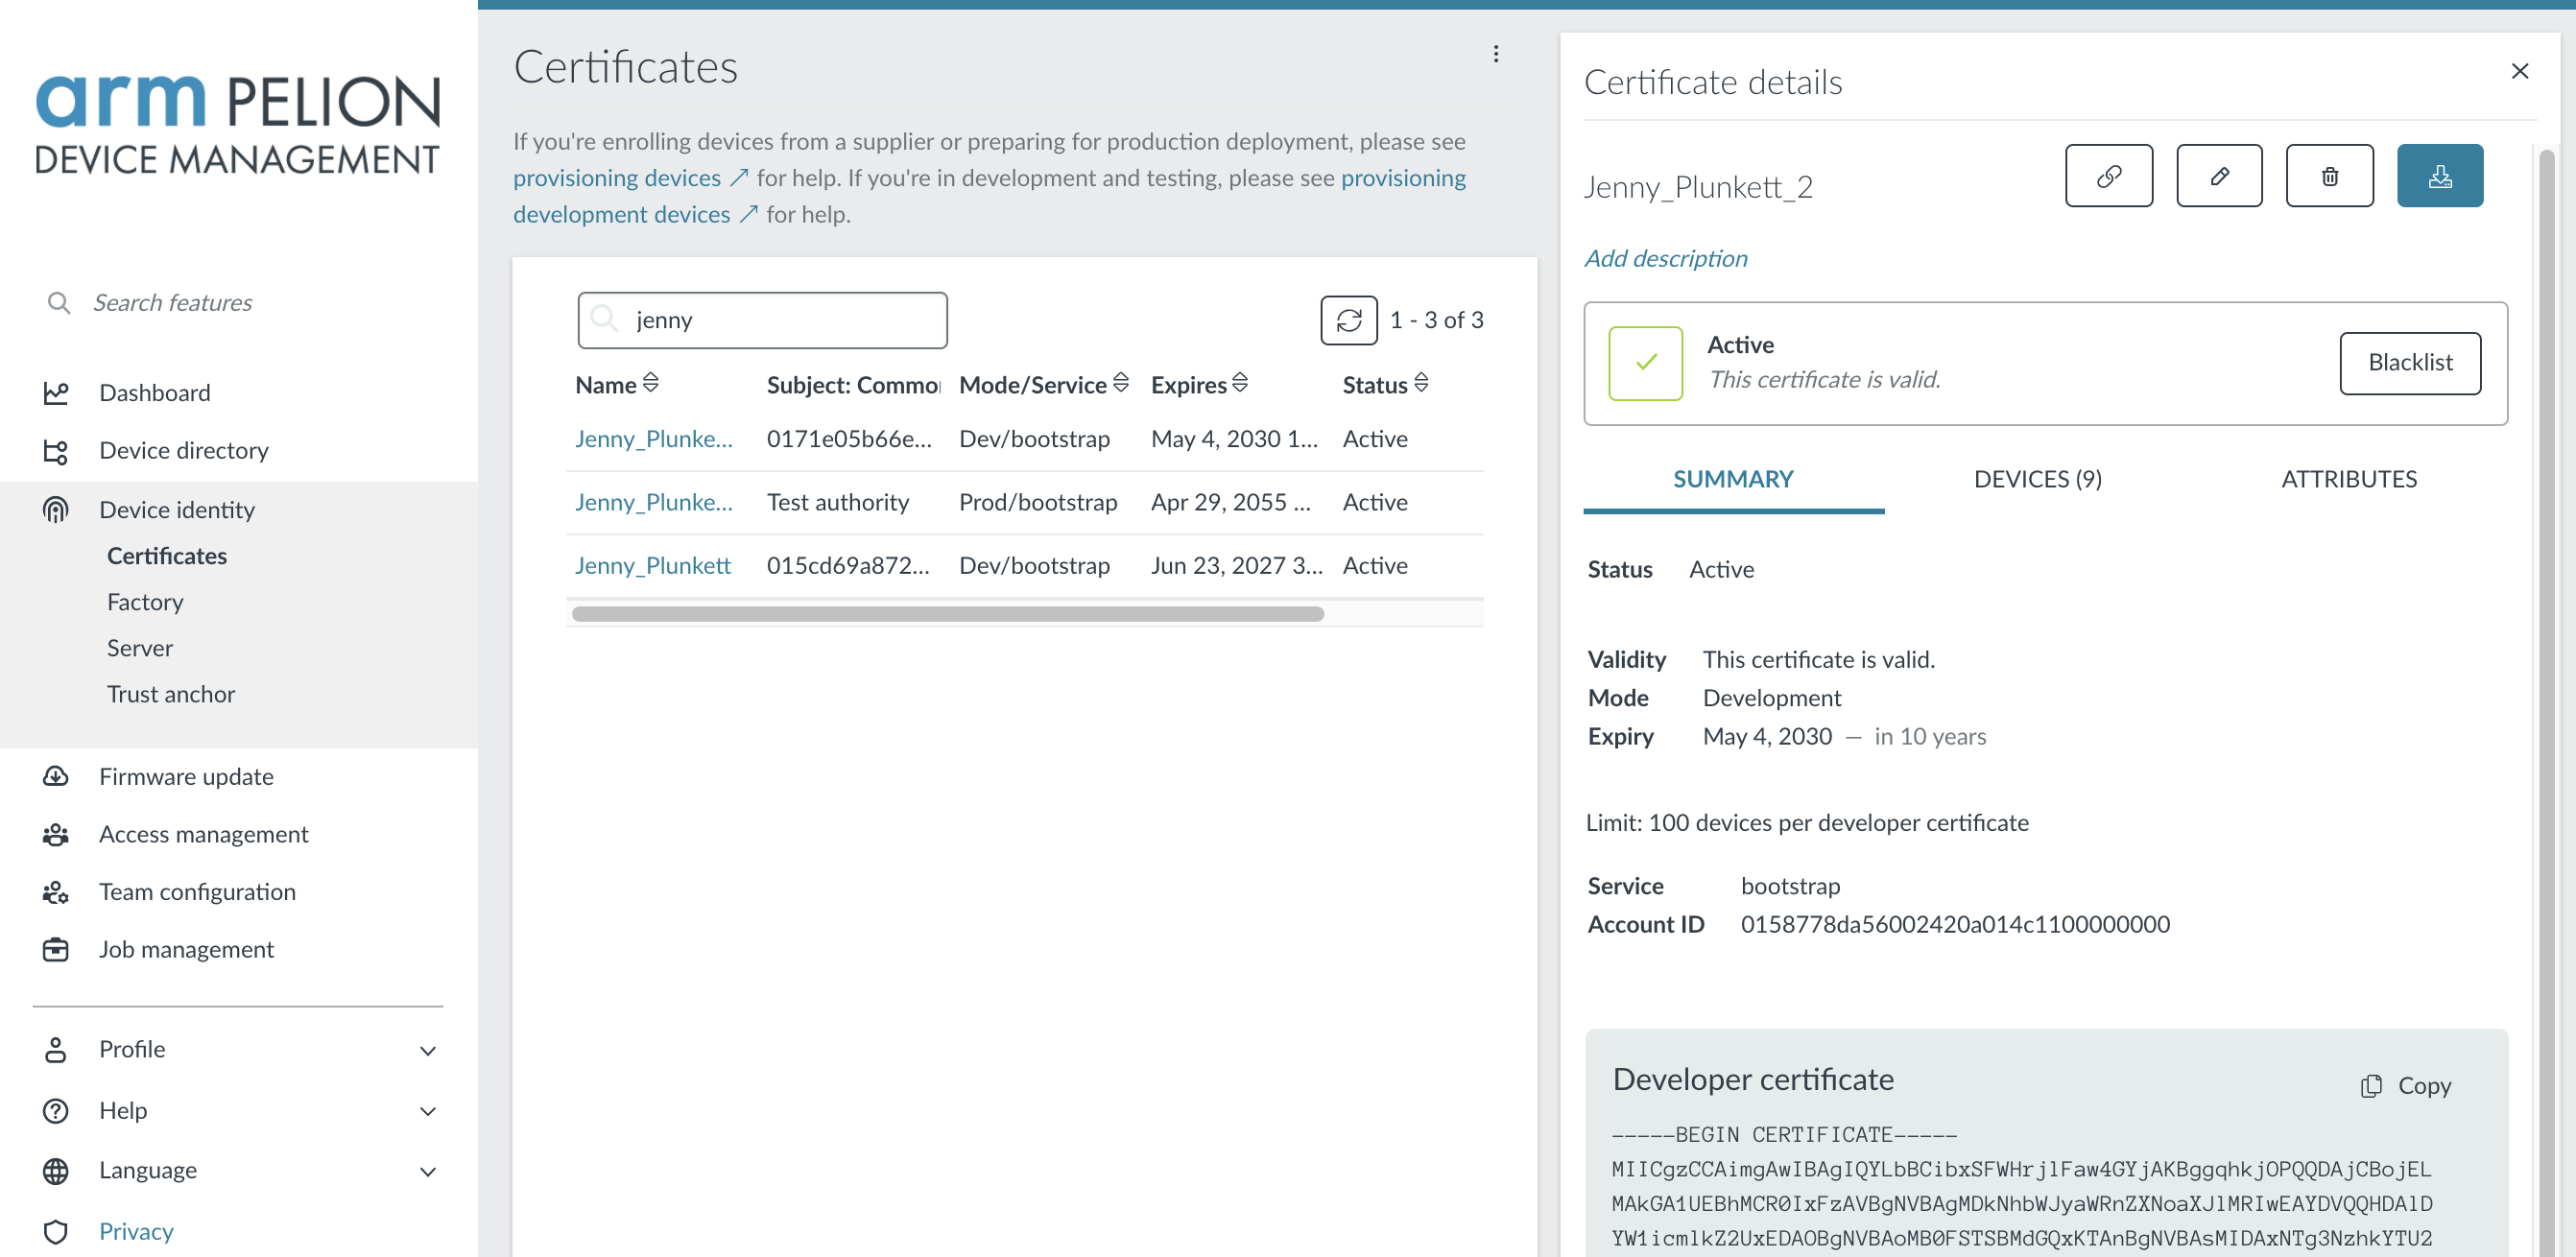 arm PELION
DEVICE MANAGEMENT
Search features
Dashboard
Device directory
Device identity
Certificates
Factory
Server
Trust anchor
Firmware update
Access management
Team configuration
Job management
Profile
Help
Language
Privacy
Certificates
If you're enrolling devices from a supplier or preparing for production deployment, please see
provisioning devices ↗ for help. If you're in development and testing, please see provisioning
development devices ↗ for help.
jenny
1 - 3 of 3
Name Subject: Commo Mode/Service Expires Status
Jenny_Plunke... 0171e05b66e... Dev/bootstrap May 4, 2030 1... Active
Jenny_Plunke... Test authority Prod/bootstrap Apr 29, 2055 ... Active
Jenny_Plunkett 015cd69a872... Dev/bootstrap Jun 23, 2027 3... Active
Certificate details
Jenny_Plunkett_2
Add description
Active
This certificate is valid.
Blacklist
SUMMARY DEVICES (9) ATTRIBUTES
Status Active
Validity This certificate is valid.
Mode Development
Expiry May 4, 2030 — in 10 years
Limit: 100 devices per developer certificate
Service bootstrap
Account ID 0158778da56002420a014c1100000000
Developer certificate
Copy
-----BEGIN CERTIFICATE-----
MIICgzCCAimgAwIBAgIQYLbBCibxSFWHrjlFaw4GYjAKBggqhkjOPQQDAjCBojEL
MAkGA1UEBhMCR0IxFzAVBgNVBAgMDkNhbWJyaWRnZXNoaXJlMRIwEAYDVQQHDAlD
YW1icmlkZ2UxEDAOBgNVBAoMB0FSTSBMdGQxKTAnBgNVBAsMIDAxNTg3NzhkYTU2